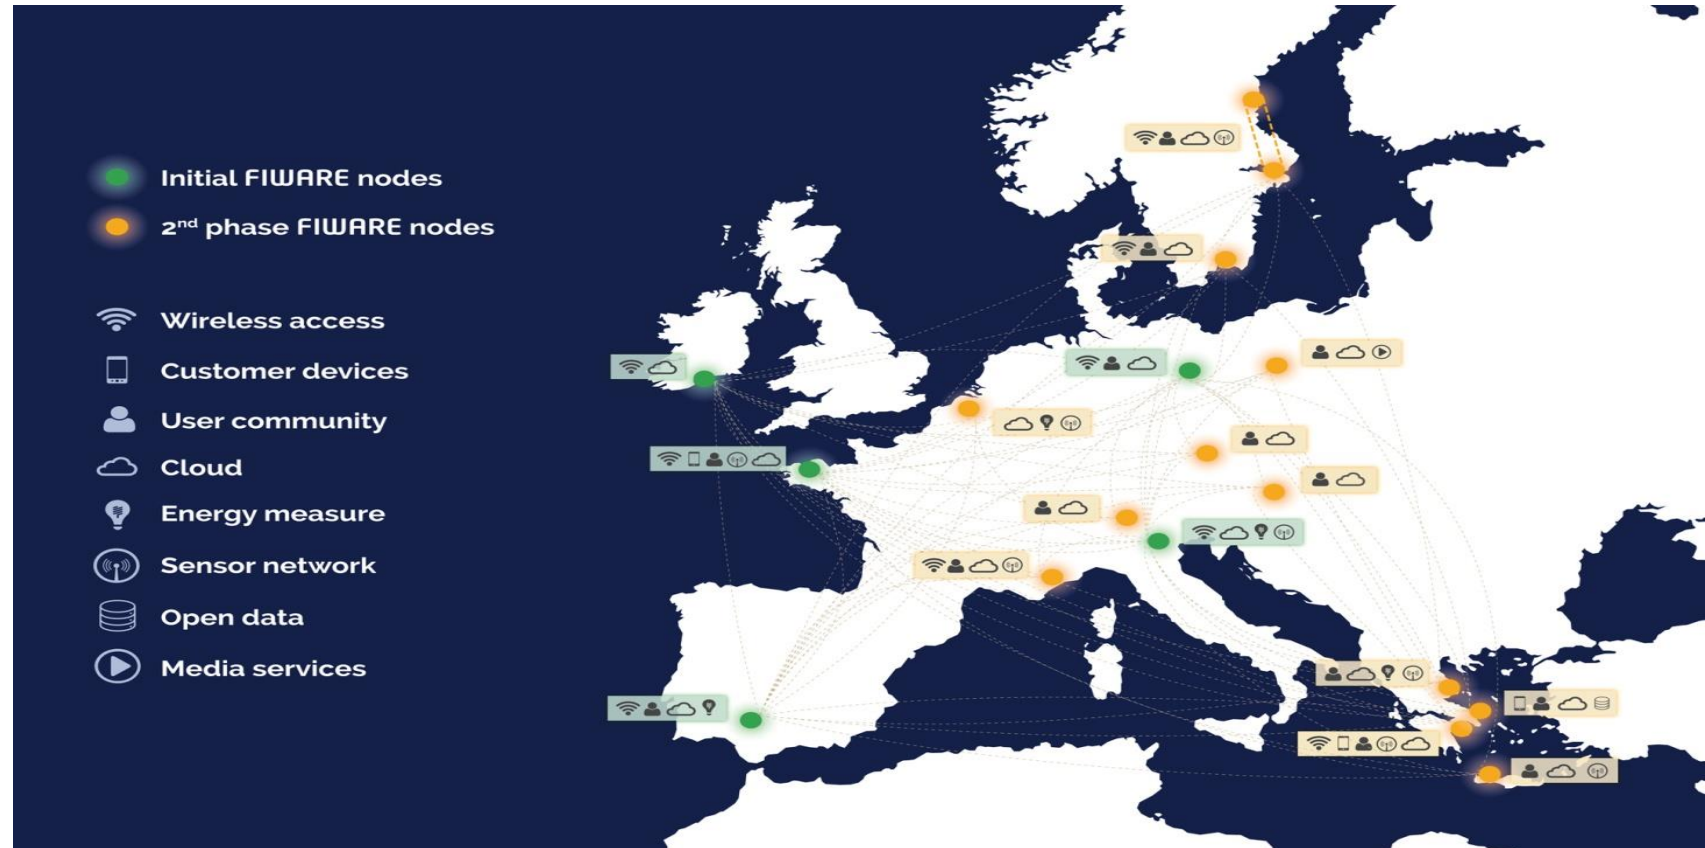 Initial FIWARE nodes
2nd phase FIWARE nodes
Wireless access
Customer devices
User community
Cloud
Energy measure
Sensor network
Open data
Media services